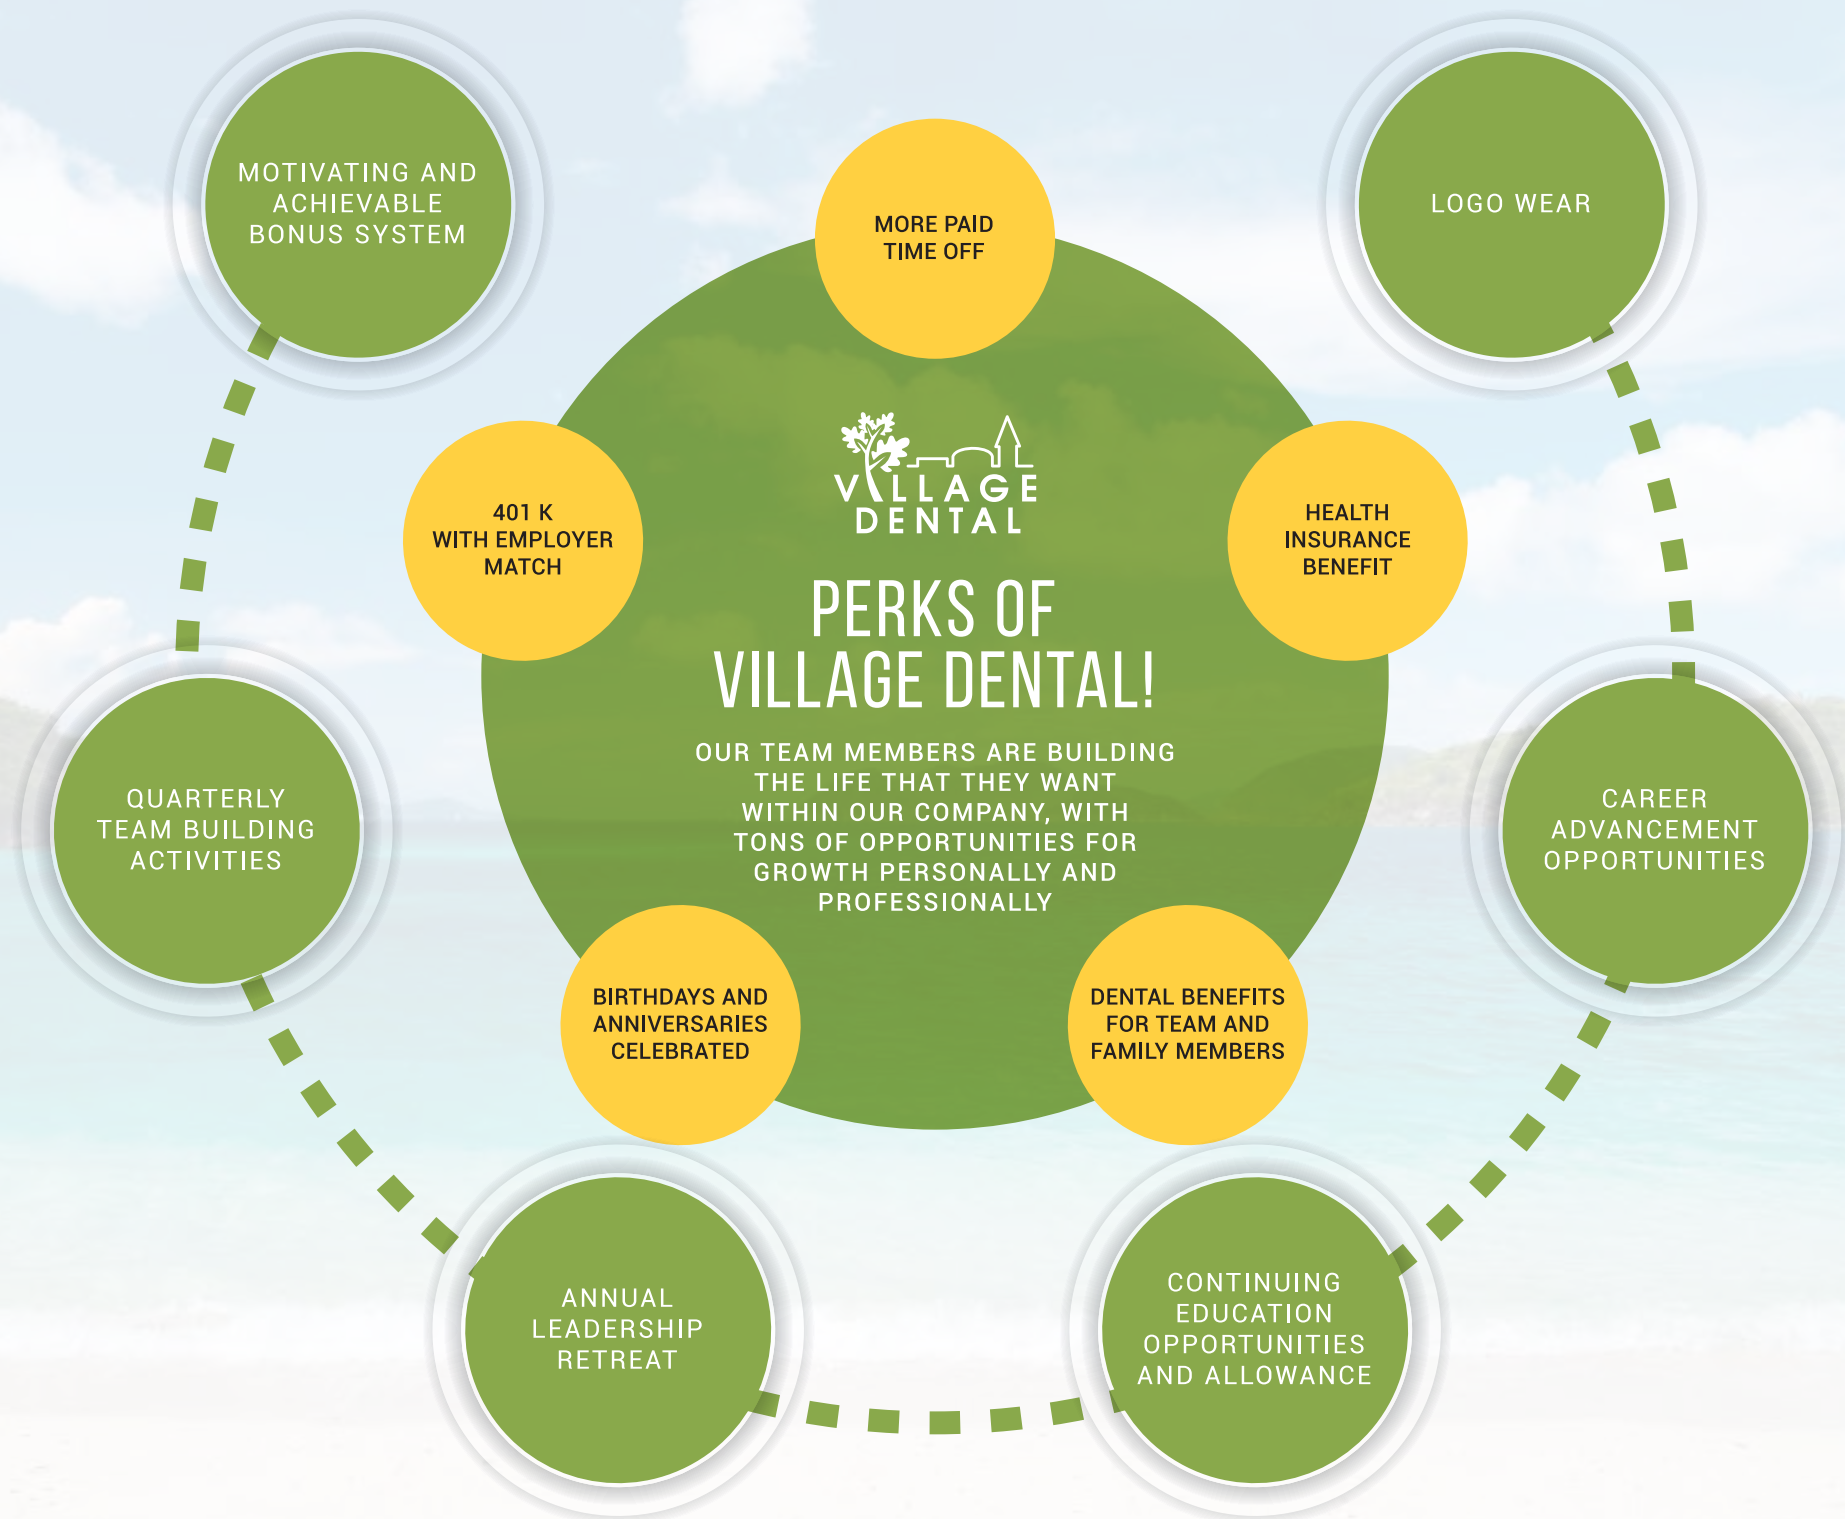 MOTIVATING AND
ACHIEVABLE
BONUS SYSTEM
MORE PAID
TIME OFF
LOGO WEAR
401 K
WITH EMPLOYER
MATCH
VILLAGE
DENTAL
HEALTH
INSURANCE
BENEFIT
PERKS OF
VILLAGE DENTAL!
OUR TEAM MEMBERS ARE BUILDING
THE LIFE THAT THEY WANT
WITHIN OUR COMPANY, WITH
TONS OF OPPORTUNITIES FOR
GROWTH PERSONALLY AND
PROFESSIONALLY
QUARTERLY
TEAM BUILDING
ACTIVITIES
CAREER
ADVANCEMENT
OPPORTUNITIES
BIRTHDAYS AND
ANNIVERSARIES
CELEBRATED
DENTAL BENEFITS
FOR TEAM AND
FAMILY MEMBERS
ANNUAL
LEADERSHIP
RETREAT
CONTINUING
EDUCATION
OPPORTUNITIES
AND ALLOWANCE